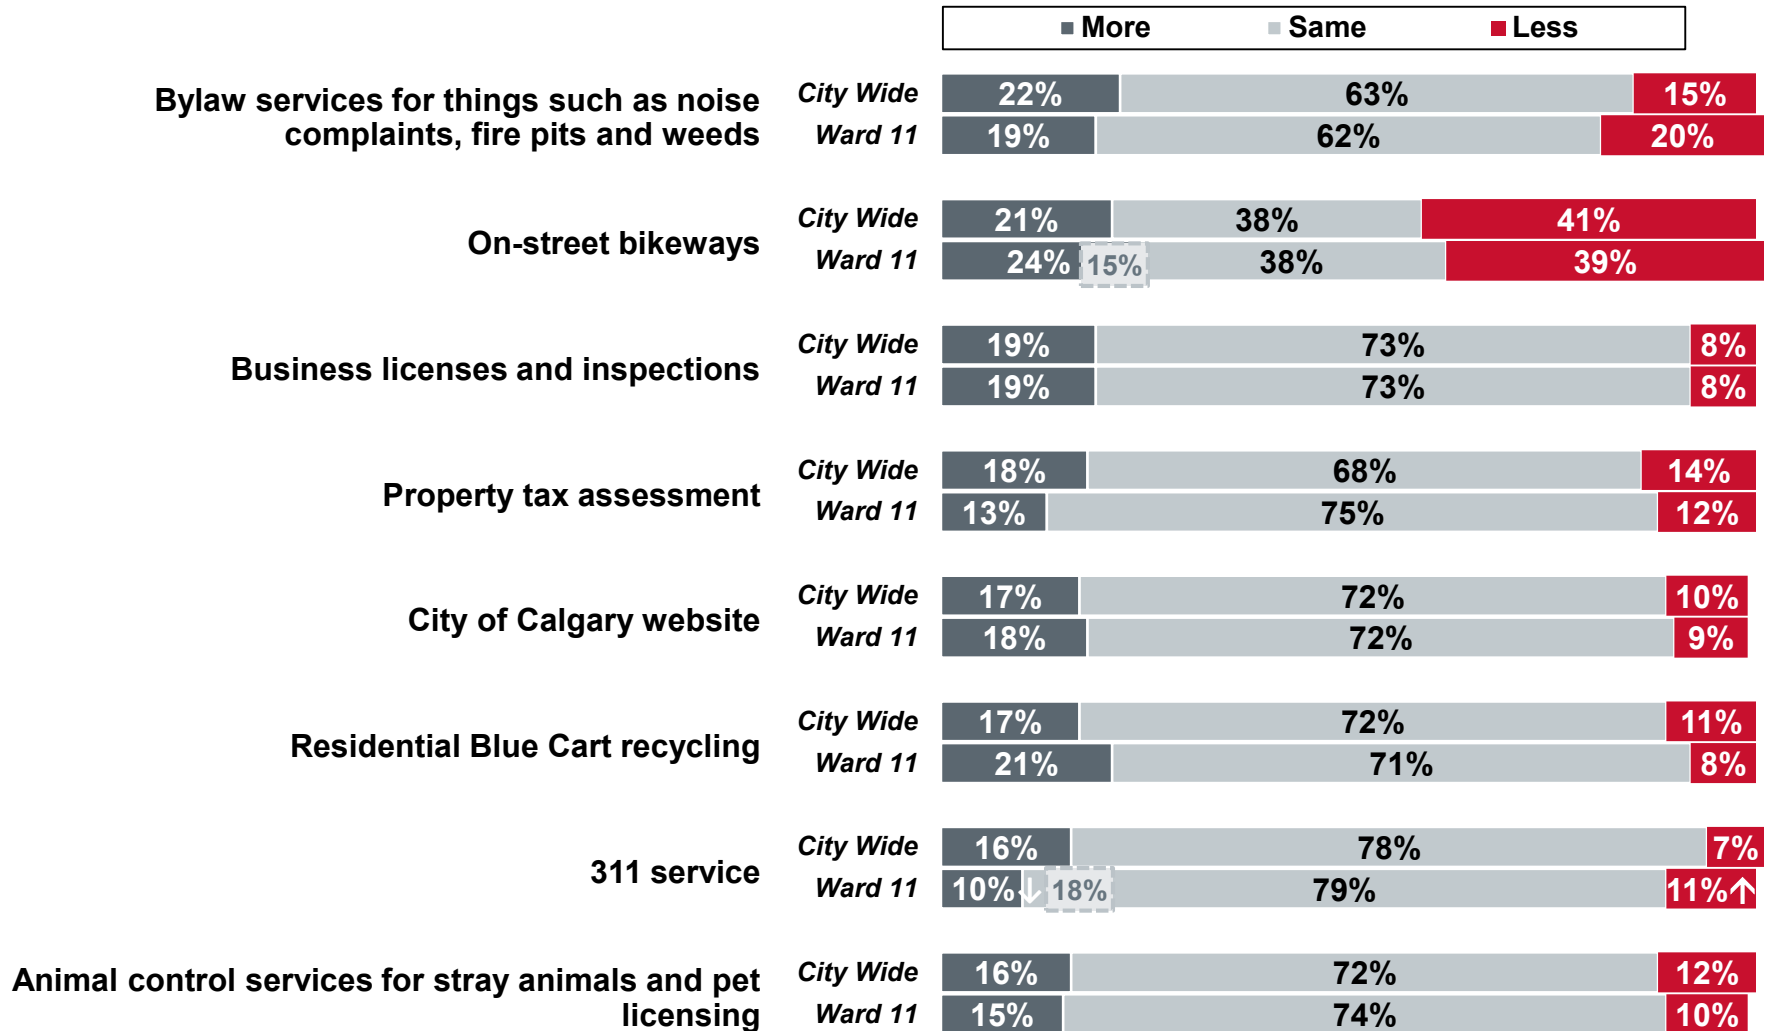 More Same Less
Bylaw services for things such as noise
complaints, fire pits and weeds
City Wide 22% 63% 15%
Ward 11 19% 62% 20%
On-street bikeways
City Wide 21% 38% 41%
Ward 11 24% 15% 38% 39%
Business licenses and inspections
City Wide 19% 73% 8%
Ward 11 19% 73% 8%
Property tax assessment
City Wide 18% 68% 14%
Ward 11 13% 75% 12%
City of Calgary website
City Wide 17% 72% 10%
Ward 11 18% 72% 9%
Residential Blue Cart recycling
City Wide 17% 72% 11%
Ward 11 21% 71% 8%
311 service
City Wide 16% 78% 7%
Ward 11 10%↓ 18% 79% 11%↑
Animal control services for stray animals and pet
licensing
City Wide 16% 72% 12%
Ward 11 15% 74% 10%